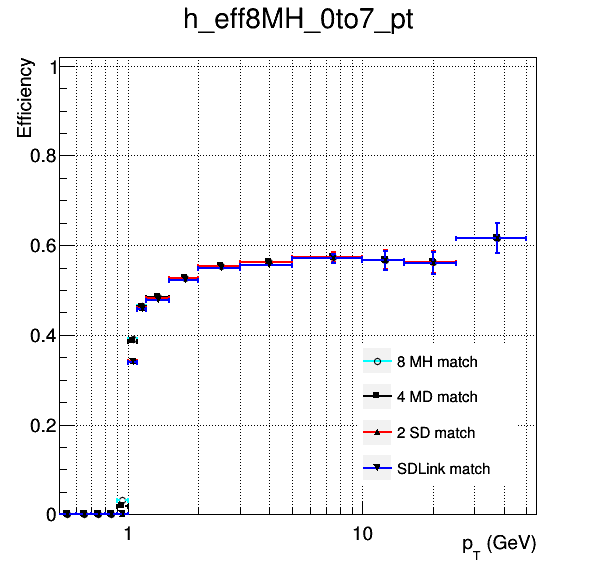 h_eff8MH_0to7_pt
Efficiency
1
0.8
0.6
0.4
0.2
0
8 MH match
4 MD match
2 SD match
SDLink match
1
10
p_T (GeV)